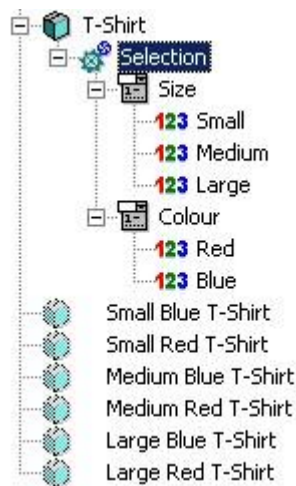 T-Shirt
Selection
Size
123 Small
123 Medium
123 Large
Colour
123 Red
123 Blue
Small Blue T-Shirt
Small Red T-Shirt
Medium Blue T-Shirt
Medium Red T-Shirt
Large Blue T-Shirt
Large Red T-Shirt